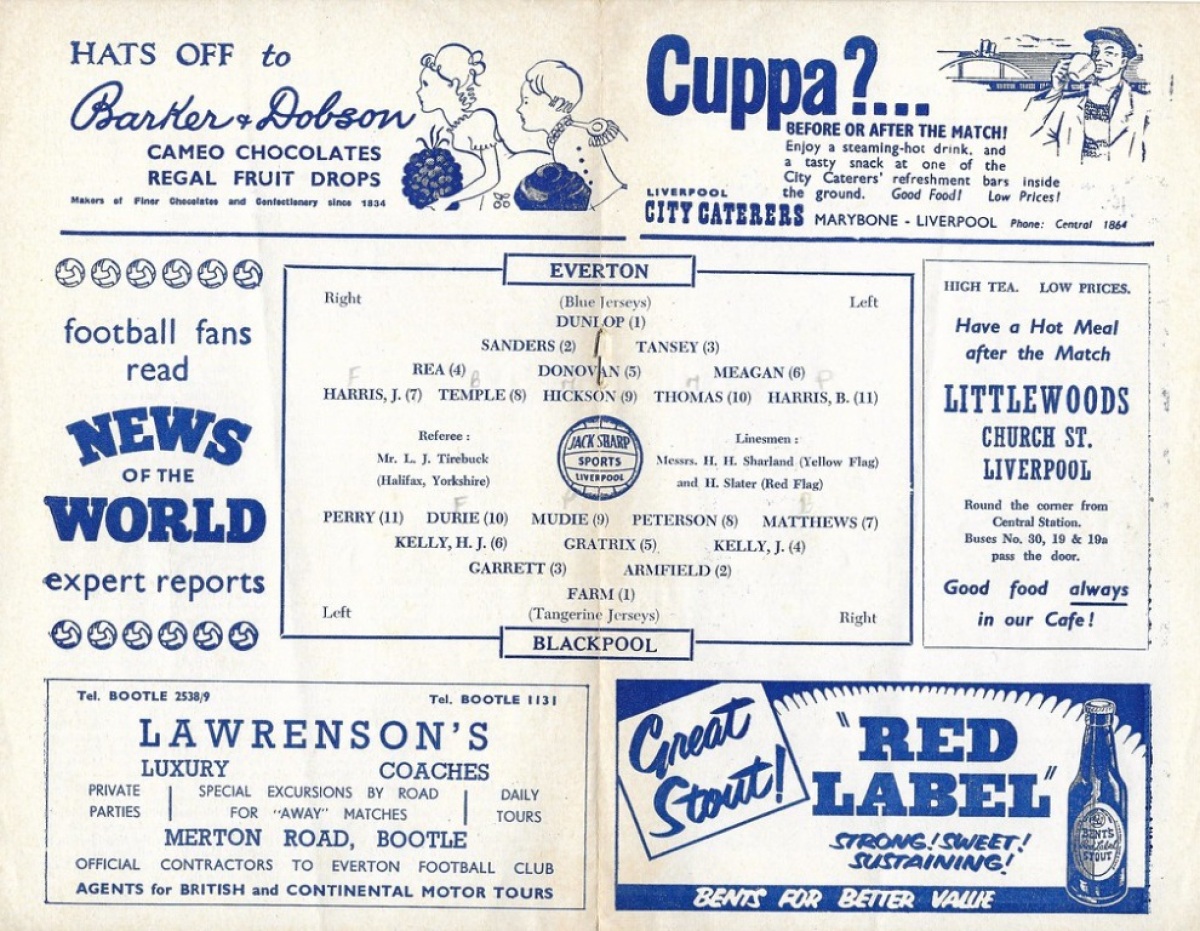 HATS OFF to
Barker & Dobson
CAMEO CHOCOLATES
REGAL FRUIT DROPS
Makers of Finer Chocolates and Confectionery since 1834
Cuppa?...
BEFORE OR AFTER THE MATCH!
Enjoy a steaming-hot drink, and
a tasty snack at one of the
City Caterers' refreshment bars inside
the ground. Good Food! Low Prices!
LIVERPOOL
CITY CATERERS MARYBONE - LIVERPOOL Phone: Central 1864
football fans
read
NEWS
OF THE
WORLD
expert reports
EVERTON
Right (Blue Jerseys) Left
DUNLOP (1)
SANDERS (2) TANSEY (3)
REA (4) DONOVAN (5) MEAGAN (6)
F B H M P
HARRIS, J. (7) TEMPLE (8) HICKSON (9) THOMAS (10) HARRIS, B. (11)
Referee :
Mr. L. J. Tirebuck
(Halifax, Yorkshire)
JACK SHARP
SPORTS
LIVERPOOL
Linesmen :
Messrs. H. H. Sharland (Yellow Flag)
and H. Slater (Red Flag)
PERRY (11) DURIE (10) MUDIE (9) PETERSON (8) MATTHEWS (7)
KELLY, H. J. (6) GRATRIX (5) KELLY, J. (4)
GARRETT (3) ARMFIELD (2)
FARM (1)
Left (Tangerine Jerseys) Right
BLACKPOOL
HIGH TEA. LOW PRICES.
Have a Hot Meal
after the Match
LITTLEWOODS
CHURCH ST.
LIVERPOOL
Round the corner from
Central Station.
Buses No. 30, 19 & 19a
pass the door.
Good food always
in our Cafe!
Tel. BOOTLE 2538/9 Tel. BOOTLE 1131
LAWRENSON'S
LUXURY COACHES
PRIVATE PARTIES
SPECIAL EXCURSIONS BY ROAD
FOR "AWAY" MATCHES
DAILY TOURS
MERTON ROAD, BOOTLE
OFFICIAL CONTRACTORS TO EVERTON FOOTBALL CLUB
AGENTS for BRITISH and CONTINENTAL MOTOR TOURS
Great
Stout!
"RED
LABEL"
STRONG! SWEET!
SUSTAINING!
BENT'S
Red Label
STOUT
BENTS FOR BETTER VALUE